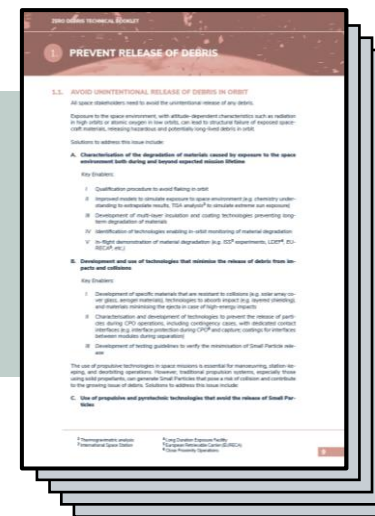 ZERO DEBRIS TECHNICAL BOOKLET
1 PREVENT RELEASE OF DEBRIS
1.1. AVOID UNINTENTIONAL RELEASE OF DEBRIS IN ORBIT
All space stakeholders need to avoid the unintentional release of any debris.
Exposure to the space environment, with altitude-dependent characteristics such as radiation
in high orbits or atomic oxygen in low orbits, can lead to structural failure of exposed space-
craft materials, releasing hazardous and potentially long-lived debris in orbit.
Solutions to address this issue include:
A. Characterisation of the degradation of materials caused by exposure to the space
environment both during and beyond expected mission lifetime
Key Enablers:
I Qualification procedure to avoid flaking in orbit
II Improved models to simulate exposure to space environment (e.g. chemistry under-
standing to extrapolate results, TGA analysis to simulate extreme sun exposure)
III Development of multi-layer insulation and coating technologies preventing long-
term degradation of materials
IV Identification of technologies enabling in-orbit monitoring of material degradation
V In-flight demonstration of material degradation (e.g. ISS experiments, LDEF, EU-
RECA, etc.)
B. Development and use of technologies that minimise the release of debris from im-
pacts and collisions
Key Enablers:
I Development of specific materials that are resistant to collisions (e.g. solar array co-
ver glass, aerogel materials), technologies to absorb impact (e.g. layered shielding),
and materials minimising the ejecta in case of high-energy impacts
II Characterisation and development of technologies to prevent the release of parti-
cles during CPO operations, including contingency cases, with dedicated contact
interfaces (e.g. interface protection during CPO and capture; coatings for interfaces
between modules during separation)
III Development of testing guidelines to verify the minimisation of Small Particle rele-
ase
The use of propulsive technologies in space missions is essential for manoeuvring, station-ke-
eping, and deorbiting operations. However, traditional propulsion systems, especially those
using solid propellants, can generate Small Particles that pose a risk of collision and contribute
to the growing issue of debris. Solutions to address this issue include:
C. Use of propulsive and pyrotechnic technologies that avoid the release of Small Par-
ticles
Thermogravimetric analysis
International Space Station
Long Duration Exposure Facility
European Retrievable Carrier (EURECA)
Close Proximity Operations